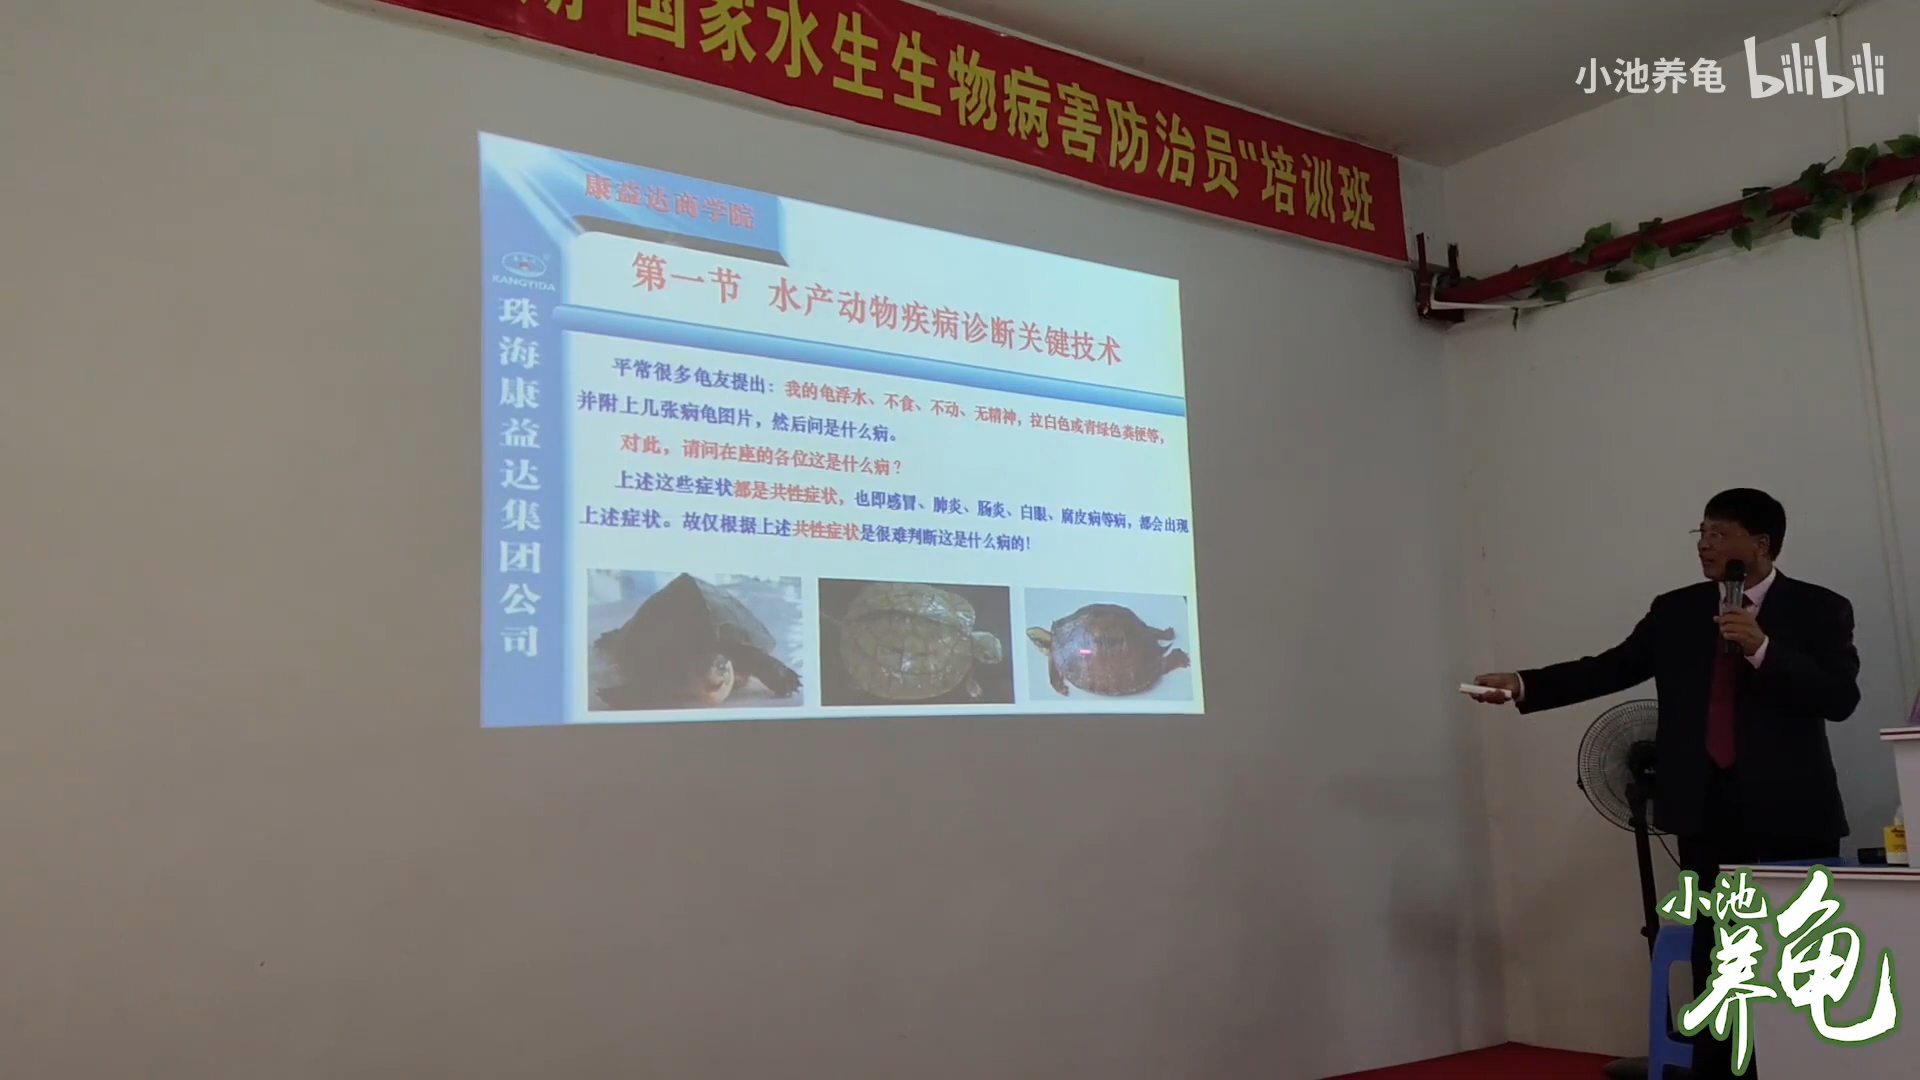 国家水生生物病害防治员"培训班
小池养龟 bilibili
康益达商学院
KANGYIDA
珠海康益达集团公司
第一节 水产动物疾病诊断关键技术
平常很多龟友提出：我的龟浮水、不食、不动、无精神，拉白色或青绿色粪便等，
并附上几张病龟图片，然后问是什么病。
对此，请问在座的各位这是什么病？
上述这些症状都是共性症状，也即感冒、肺炎、肠炎、白眼、腐皮病等病，都会出现
上述症状。故仅根据上述共性症状是很难判断这是什么病的！
小池
养龟